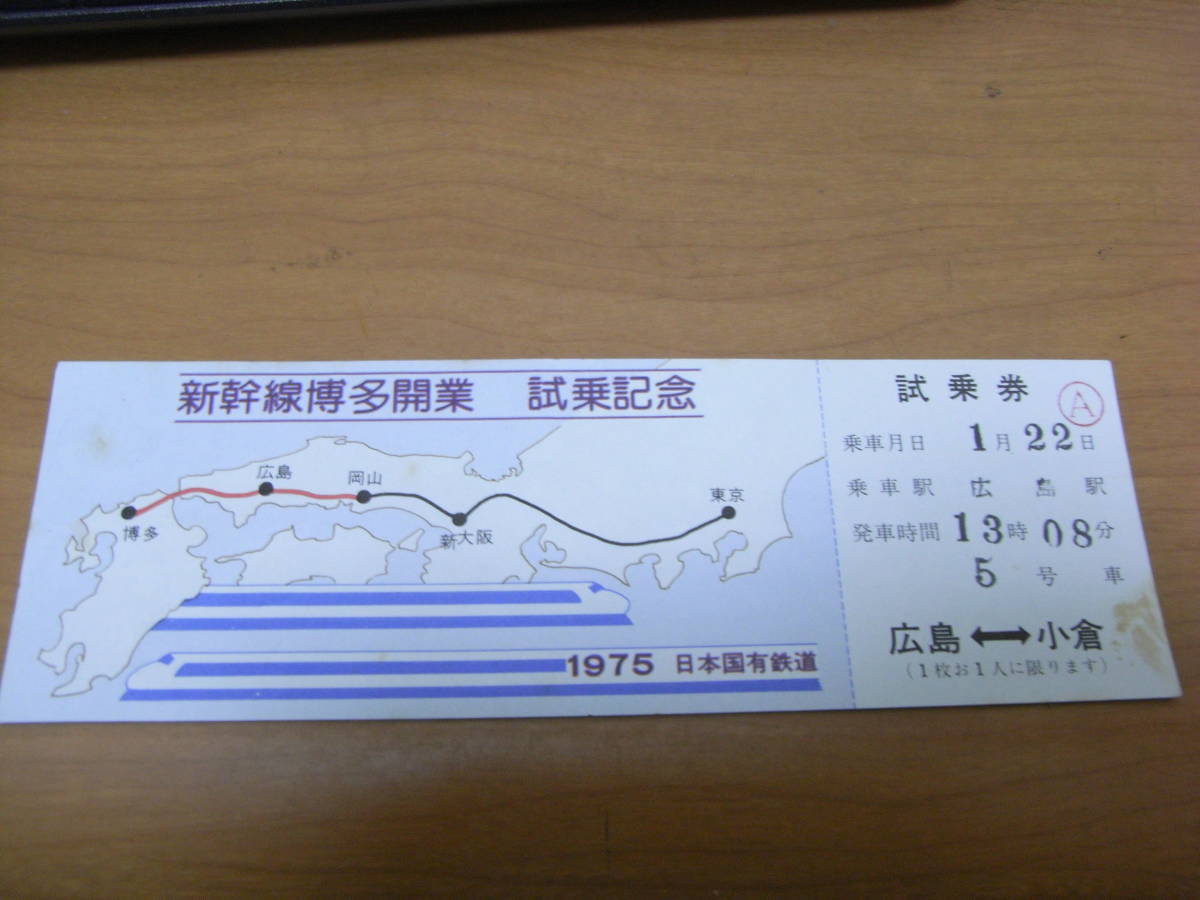 新幹線博多開業　試乗記念
広島
岡山
東京
博多
新大阪
1975 日本国有鉄道
試乗券
A
乗車月日 1月22日
乗車駅 広島駅
発車時間 13時08分
5号車
広島⟷小倉
(1枚お1人に限ります)